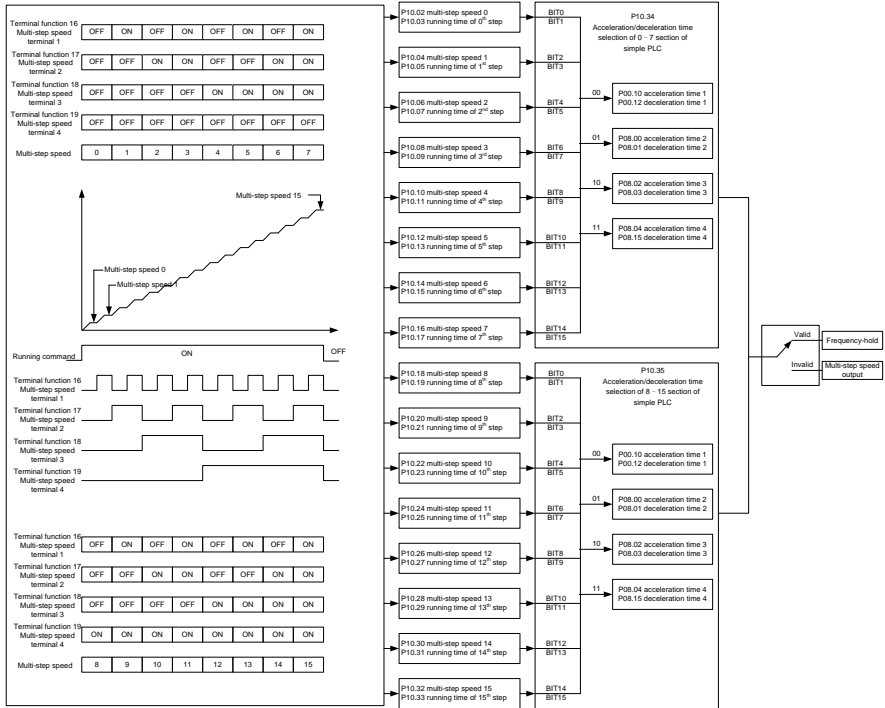 Terminal function 16
Multi-step speed
terminal 1
OFF ON OFF ON OFF ON OFF ON
Terminal function 17
Multi-step speed
terminal 2
OFF OFF ON ON OFF OFF ON ON
Terminal function 18
Multi-step speed
terminal 3
OFF OFF OFF OFF ON ON ON ON
Terminal function 19
Multi-step speed
terminal 4
OFF OFF OFF OFF OFF OFF OFF OFF
Multi-step speed 0 1 2 3 4 5 6 7
Multi-step speed 15
Multi-step speed 0
Multi-step speed 1
Running command
ON
OFF
Terminal function 16
Multi-step speed
terminal 1
Terminal function 17
Multi-step speed
terminal 2
Terminal function 18
Multi-step speed
terminal 3
Terminal function 19
Multi-step speed
terminal 4
Terminal function 16
Multi-step speed
terminal 1
OFF ON OFF ON OFF ON OFF ON
Terminal function 17
Multi-step speed
terminal 2
OFF OFF ON ON OFF OFF ON ON
Terminal function 18
Multi-step speed
terminal 3
OFF OFF OFF OFF ON ON ON ON
Terminal function 19
Multi-step speed
terminal 4
ON ON ON ON ON ON ON ON
Multi-step speed 8 9 10 11 12 13 14 15
P10.02 multi-step speed 0
P10.03 running time of 0th step
P10.04 multi-step speed 1
P10.05 running time of 1st step
P10.06 multi-step speed 2
P10.07 running time of 2nd step
P10.08 multi-step speed 3
P10.09 running time of 3rd step
P10.10 multi-step speed 4
P10.11 running time of 4th step
P10.12 multi-step speed 5
P10.13 running time of 5th step
P10.14 multi-step speed 6
P10.15 running time of 6th step
P10.16 multi-step speed 7
P10.17 running time of 7th step
P10.18 multi-step speed 8
P10.19 running time of 8th step
P10.20 multi-step speed 9
P10.21 running time of 9th step
P10.22 multi-step speed 10
P10.23 running time of 10th step
P10.24 multi-step speed 11
P10.25 running time of 11th step
P10.26 multi-step speed 12
P10.27 running time of 12th step
P10.28 multi-step speed 13
P10.29 running time of 13th step
P10.30 multi-step speed 14
P10.31 running time of 14th step
P10.32 multi-step speed 15
P10.33 running time of 15th step
BIT0
BIT1
BIT2
BIT3
BIT4
BIT5
BIT6
BIT7
BIT8
BIT9
BIT10
BIT11
BIT12
BIT13
BIT14
BIT15
P10.34
Acceleration/deceleration time
selection of 0 - 7 section of
simple PLC
00
P00.10 acceleration time 1
P00.12 deceleration time 1
01
P08.00 acceleration time 2
P08.01 deceleration time 2
10
P08.02 acceleration time 3
P08.03 deceleration time 3
11
P08.04 acceleration time 4
P08.15 deceleration time 4
BIT0
BIT1
BIT2
BIT3
BIT4
BIT5
BIT6
BIT7
BIT8
BIT9
BIT10
BIT11
BIT12
BIT13
BIT14
BIT15
P10.35
Acceleration/deceleration time
selection of 8 - 15 section of
simple PLC
00
P00.10 acceleration time 1
P00.12 deceleration time 1
01
P08.00 acceleration time 2
P08.01 deceleration time 2
10
P08.02 acceleration time 3
P08.03 deceleration time 3
11
P08.04 acceleration time 4
P08.15 deceleration time 4
Valid
Frequency-hold
Invalid
Multi-step speed
output